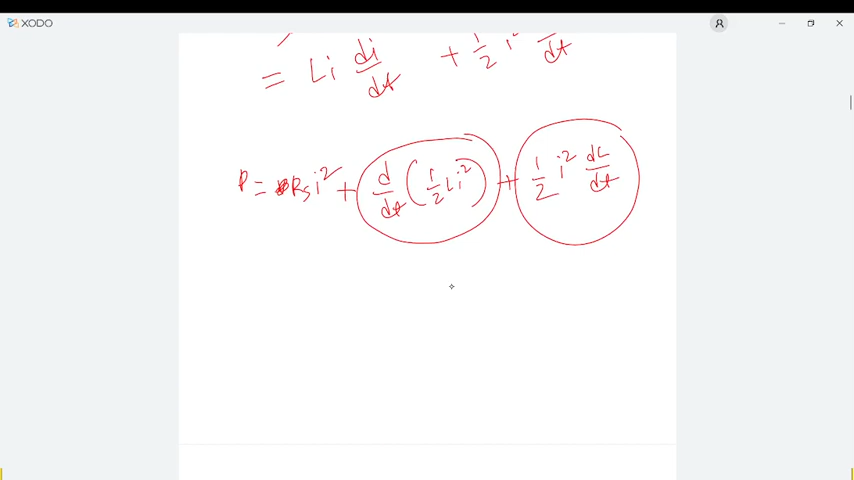 XODO
= Li di/dt + 1/2 i² /dt
P = Rs i² + d/dt (1/2 Li²) + 1/2 i² dL/dt